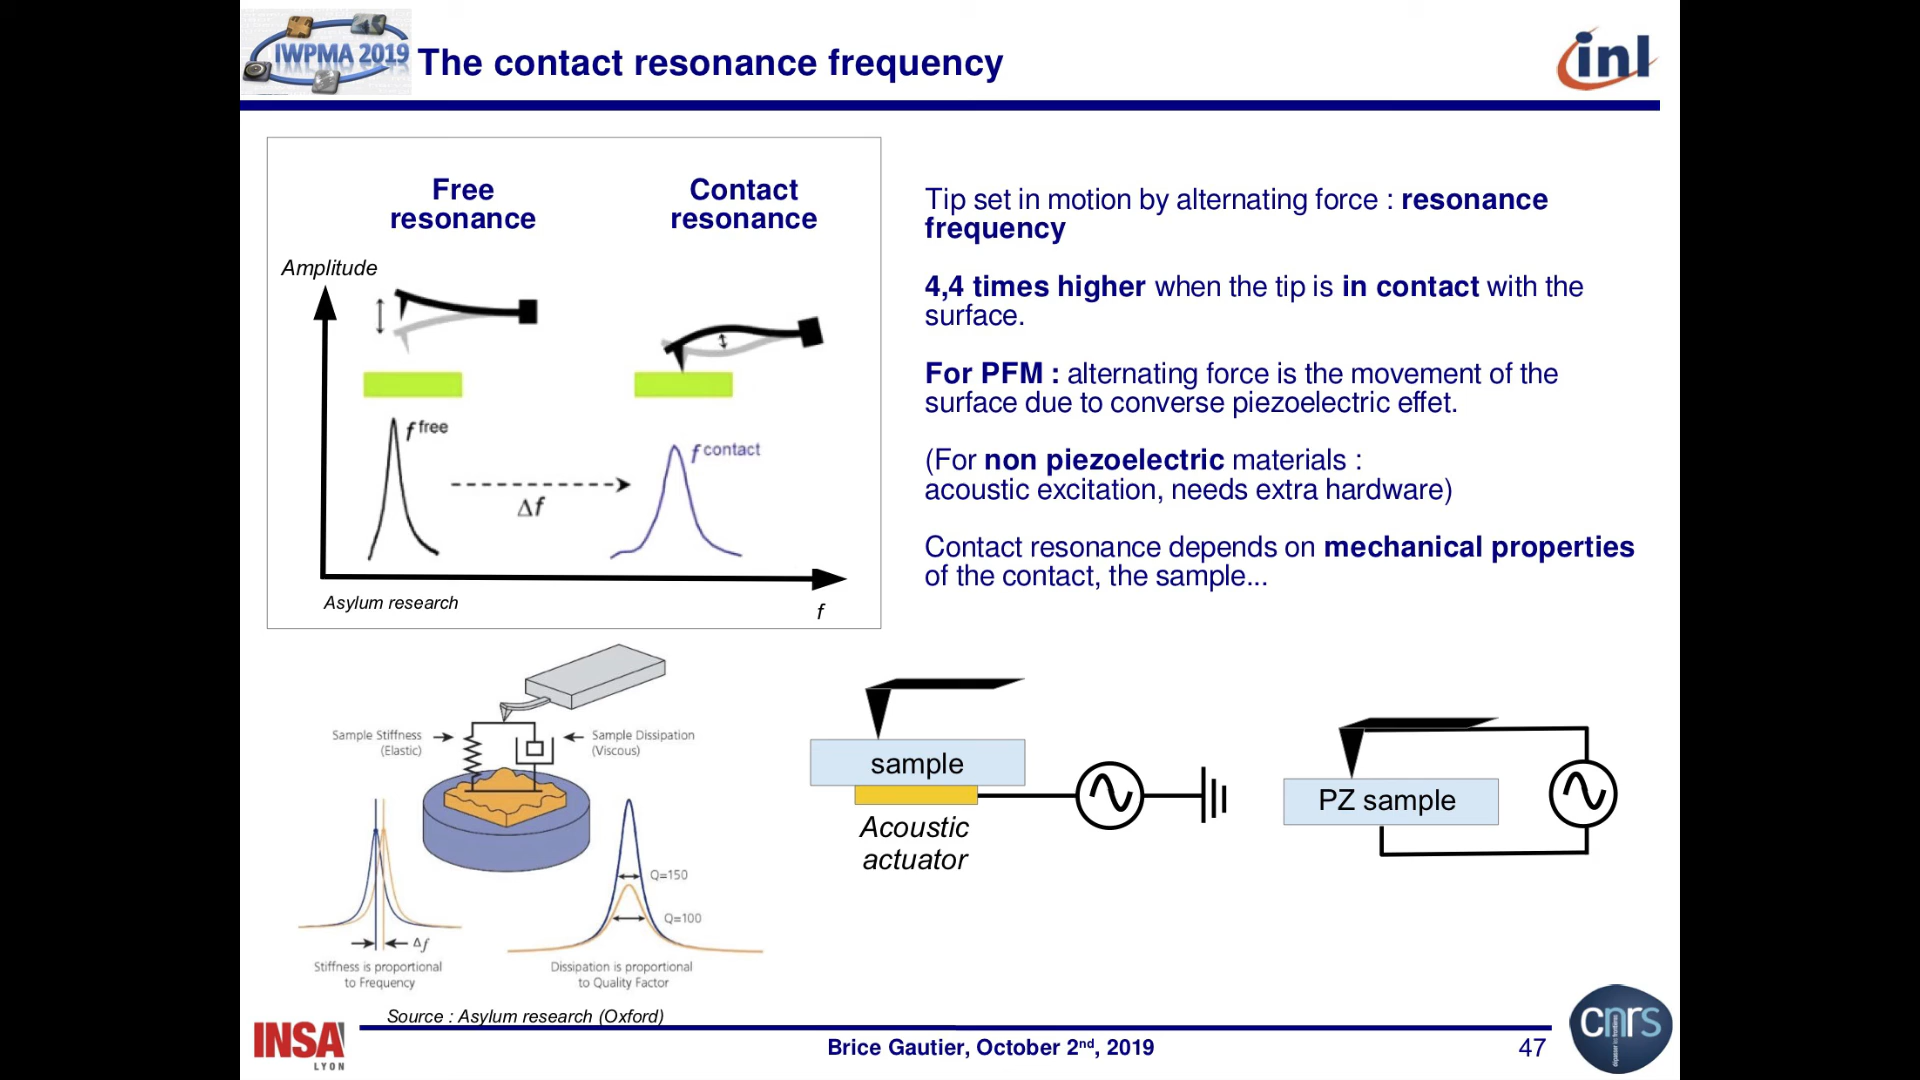 IWPMA 2019
The contact resonance frequency
inl
Free
resonance
Contact
resonance
Amplitude
f free
f contact
Δf
Asylum research
f
Tip set in motion by alternating force : resonance
frequency
4,4 times higher when the tip is in contact with the
surface.
For PFM : alternating force is the movement of the
surface due to converse piezoelectric effet.
(For non piezoelectric materials :
acoustic excitation, needs extra hardware)
Contact resonance depends on mechanical properties
of the contact, the sample...
Sample Stiffness
(Elastic)
Sample Dissipation
(Viscous)
Q=150
Q=100
Δf
Stiffness is proportional
to Frequency
Dissipation is proportional
to Quality Factor
Source : Asylum research (Oxford)
sample
Acoustic
actuator
PZ sample
INSA
LYON
Brice Gautier, October 2nd, 2019
47
cnrs